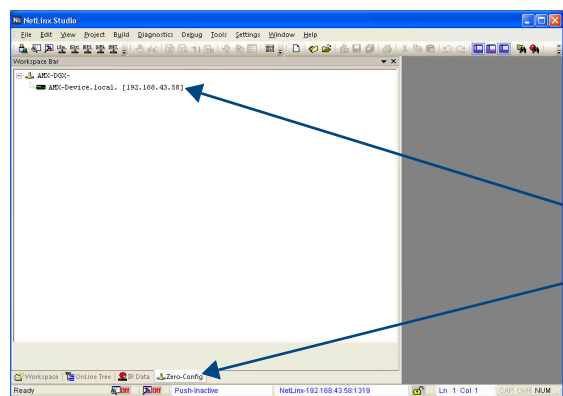 NetLinx Studio
File Edit View Project Build Diagnostics Debug Tools Settings Window Help
Workspace Bar
AMX-DGX-
AMX-Device.local. [192.168.43.58]
Workspace OnLine Tree IR Data Zero-Config
Ready Off Off Push-Inactive NetLinx-192.168.43.58:1319 Ln 1 Col 1 CAP OVR NUM